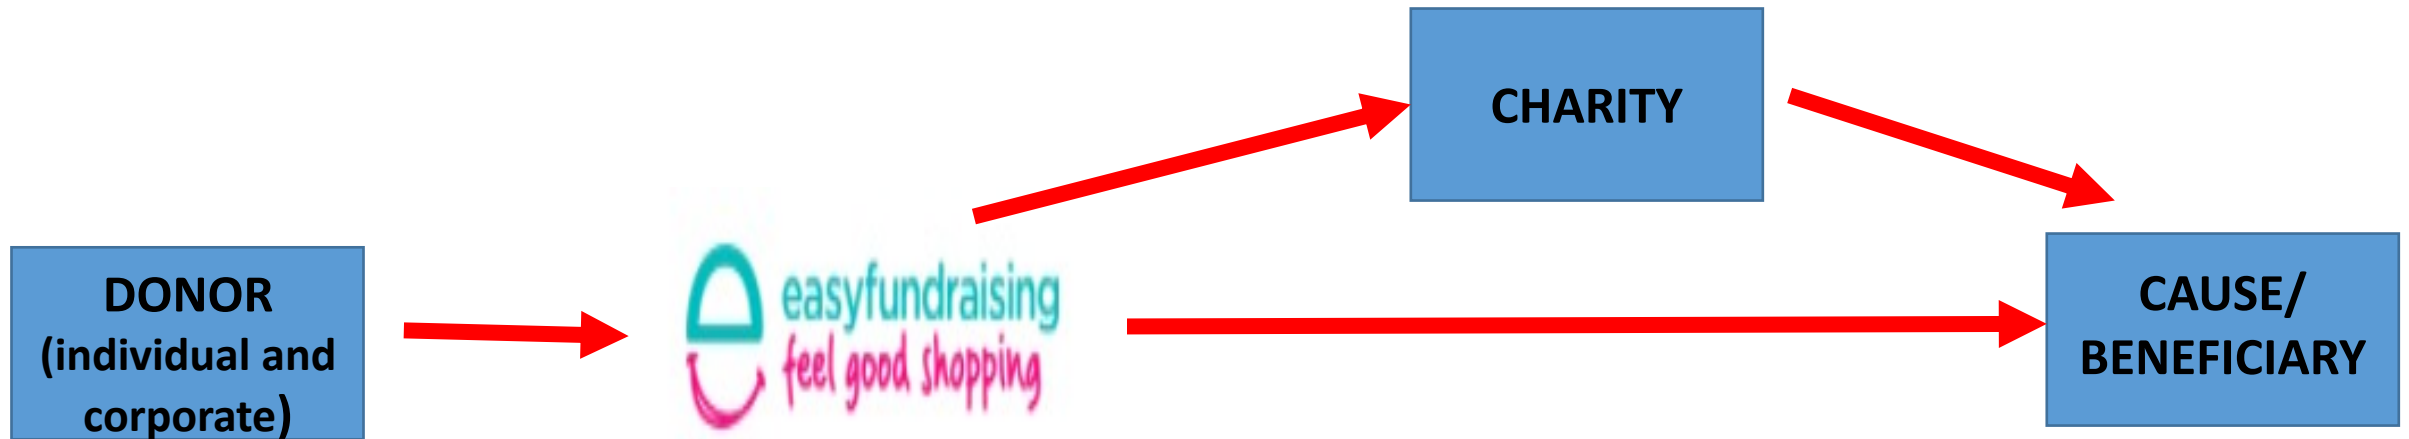 CHARITY
DONOR
(individual and
corporate)
easyfundraising
feel good shopping
CAUSE/
BENEFICIARY